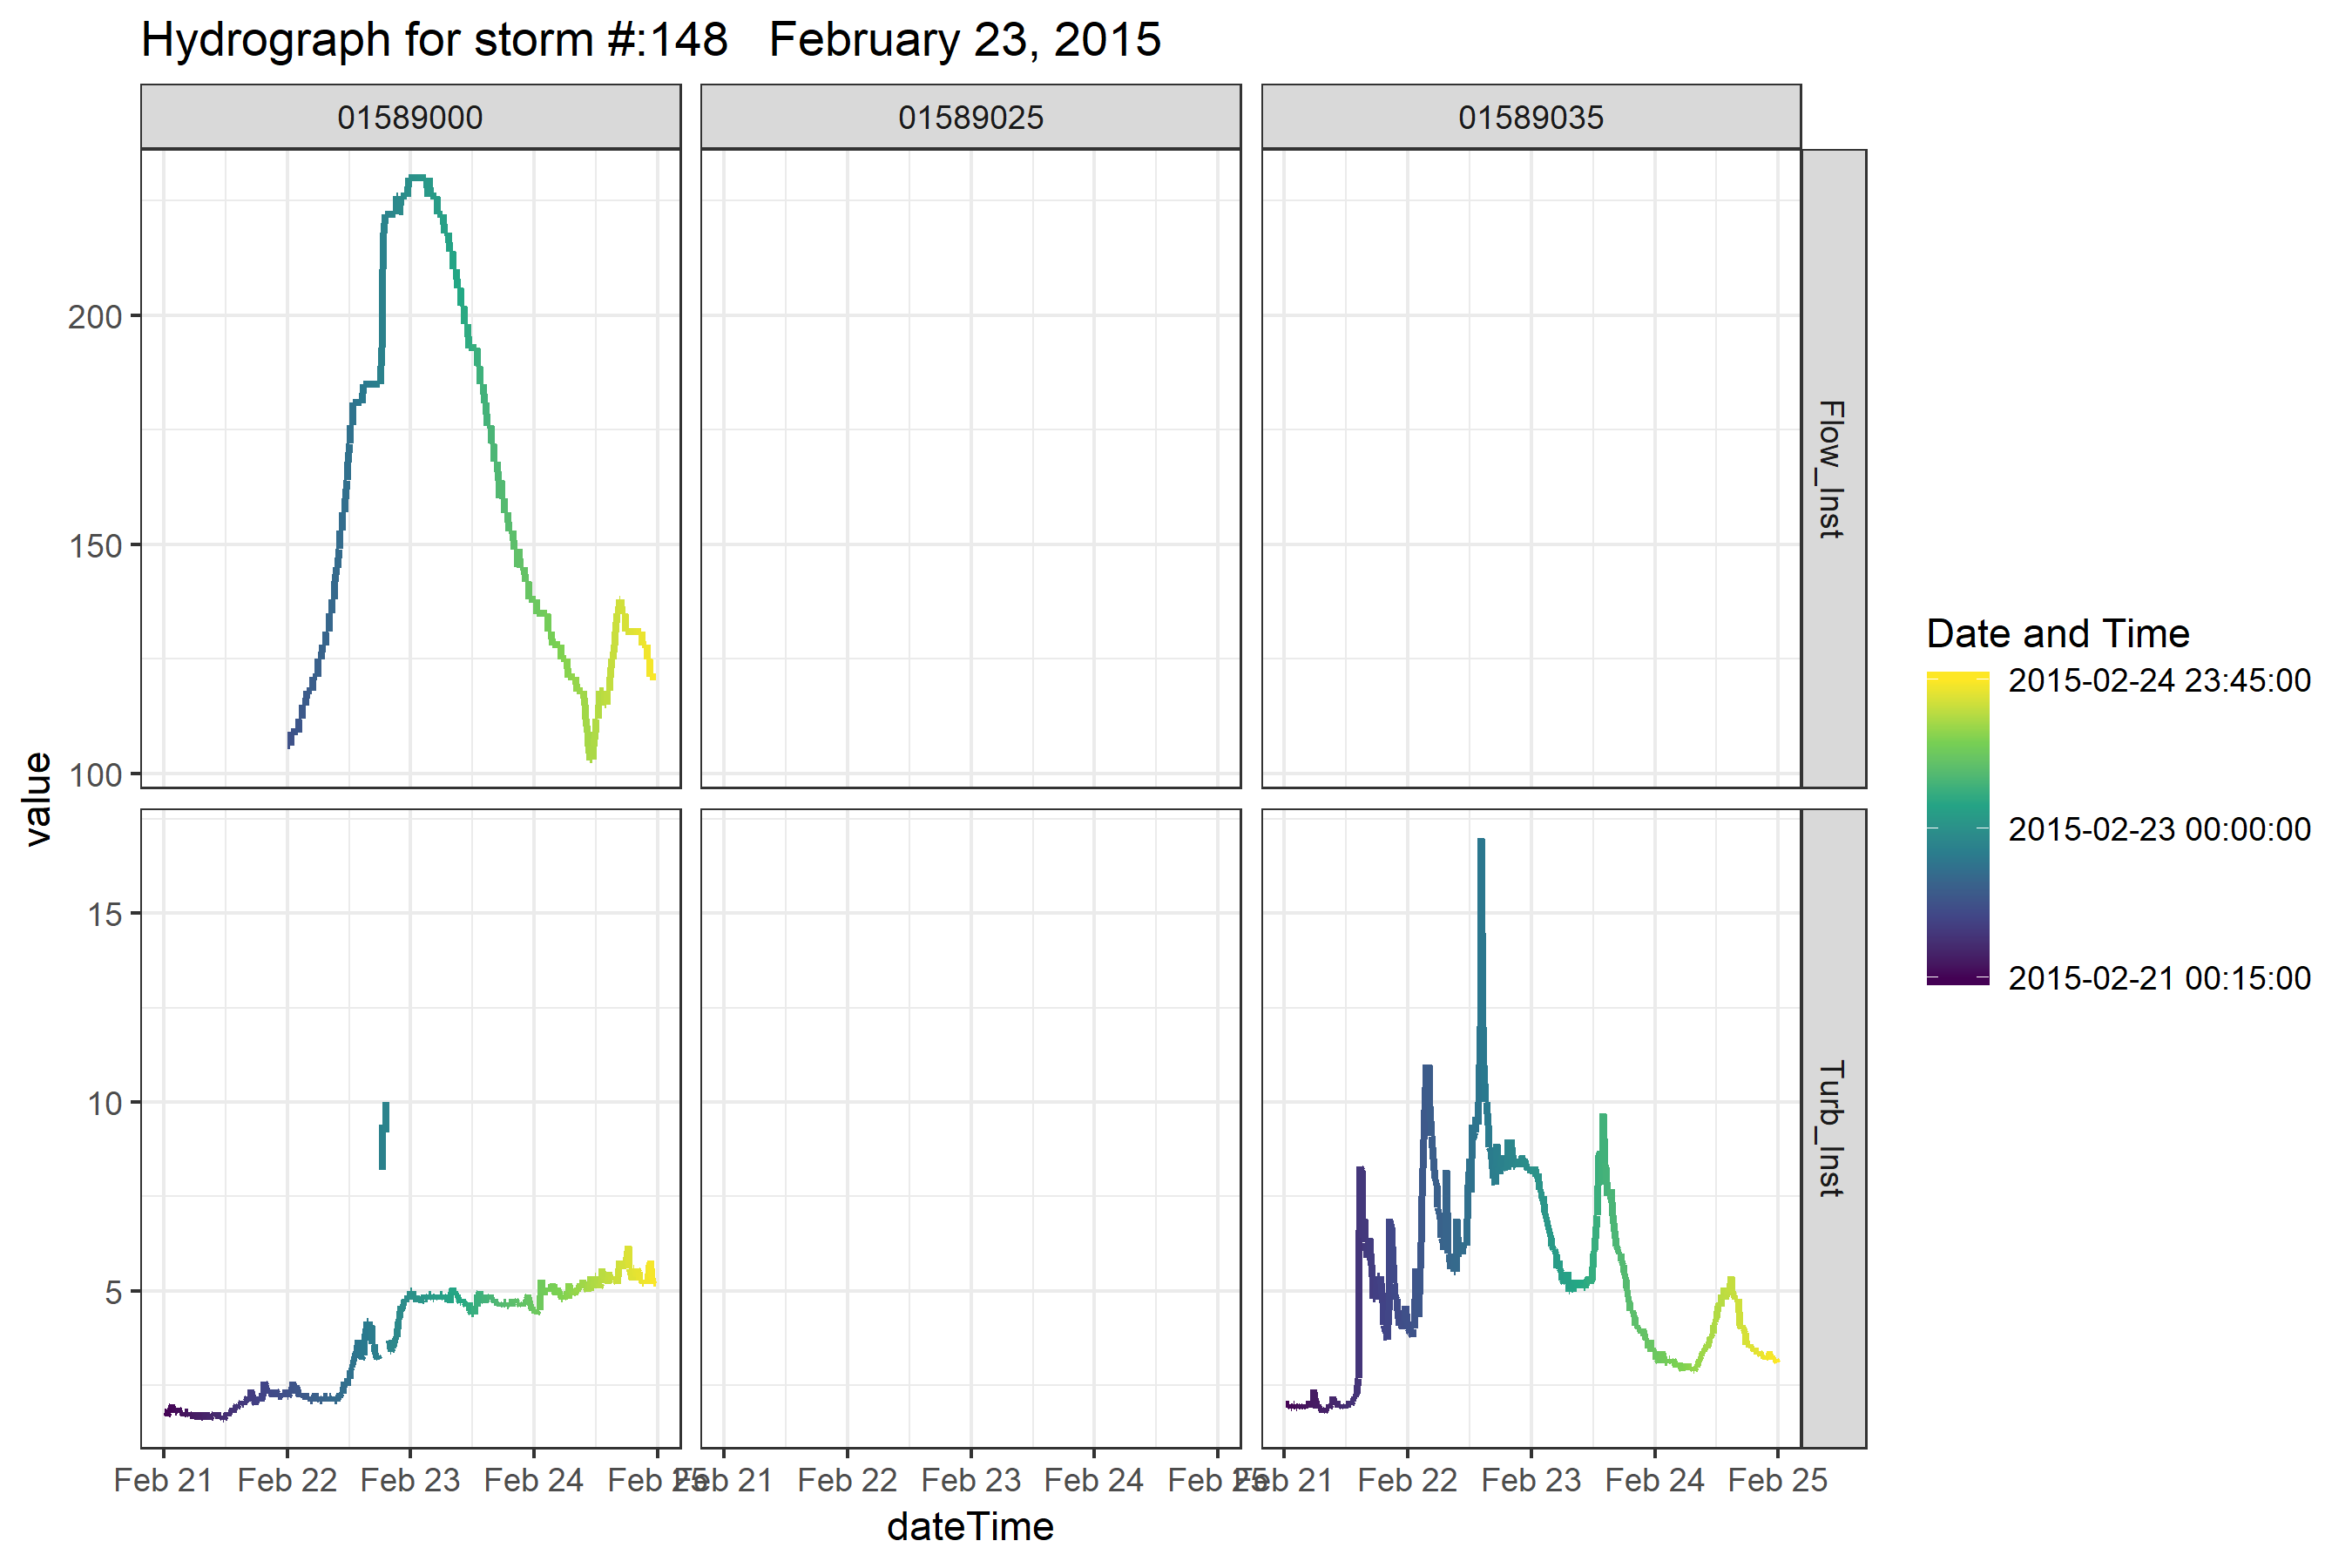 Hydrograph for storm #:148   February 23, 2015
01589000
01589025
01589035
Flow_Inst
Turb_Inst
value
200
150
100
15
10
5
Feb 21
Feb 22
Feb 23
Feb 24
Feb 25
Feb 21
Feb 22
Feb 23
Feb 24
Feb 25
Feb 21
Feb 22
Feb 23
Feb 24
Feb 25
dateTime
Date and Time
2015-02-24 23:45:00
2015-02-23 00:00:00
2015-02-21 00:15:00